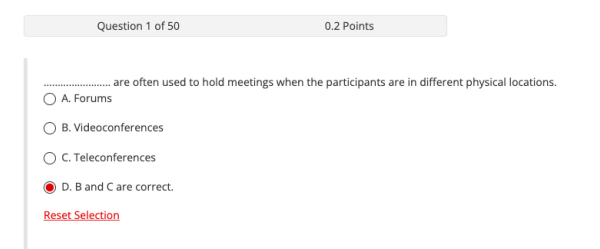 Question 1 of 50 0.2 Points
........................ are often used to hold meetings when the participants are in different physical locations.
A. Forums
B. Videoconferences
C. Teleconferences
D. B and C are correct.
Reset Selection